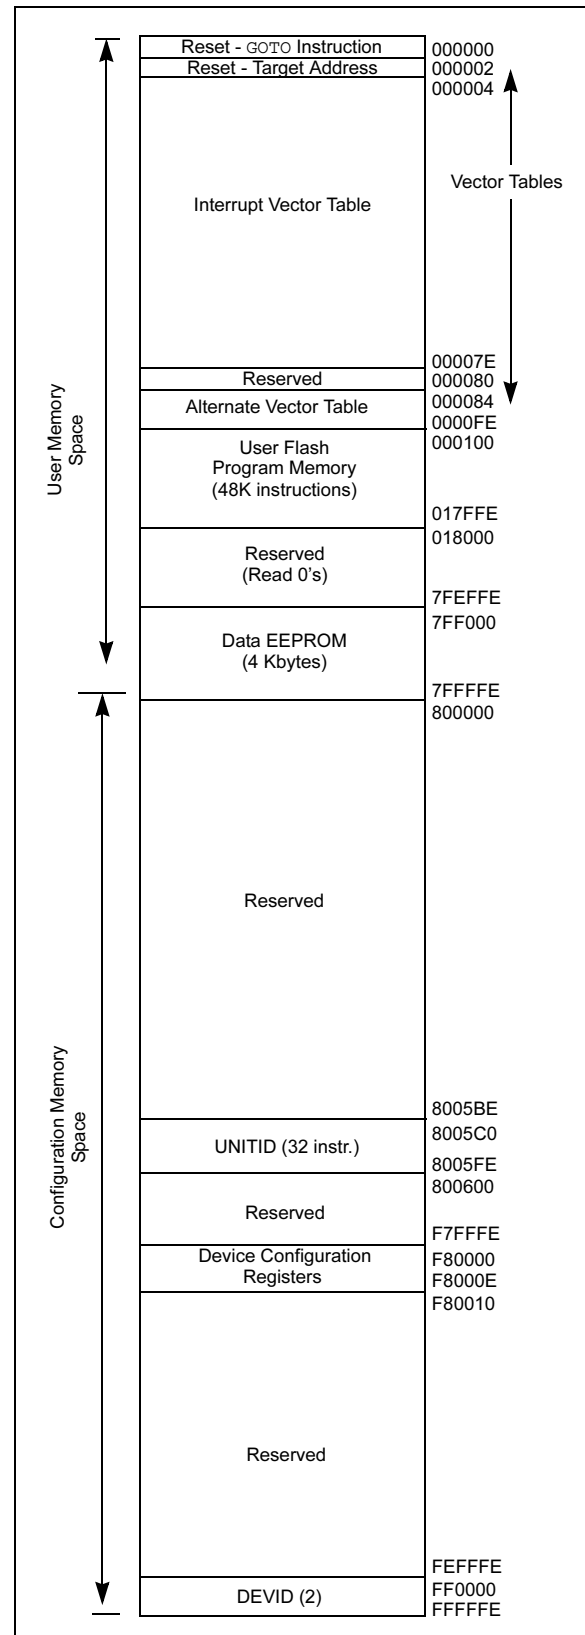 Reset - GOTO Instruction
000000
Reset - Target Address
000002
000004
Interrupt Vector Table
Vector Tables
00007E
Reserved
000080
Alternate Vector Table
000084
0000FE
User Memory
Space
User Flash
Program Memory
(48K instructions)
000100
017FFE
018000
Reserved
(Read 0's)
7FEFFE
7FF000
Data EEPROM
(4 Kbytes)
7FFFFE
800000
Reserved
Configuration Memory
Space
8005BE
8005C0
UNITID (32 instr.)
8005FE
800600
Reserved
F7FFFE
Device Configuration
Registers
F80000
F8000E
F80010
Reserved
FEFFFE
DEVID (2)
FF0000
FFFFFE